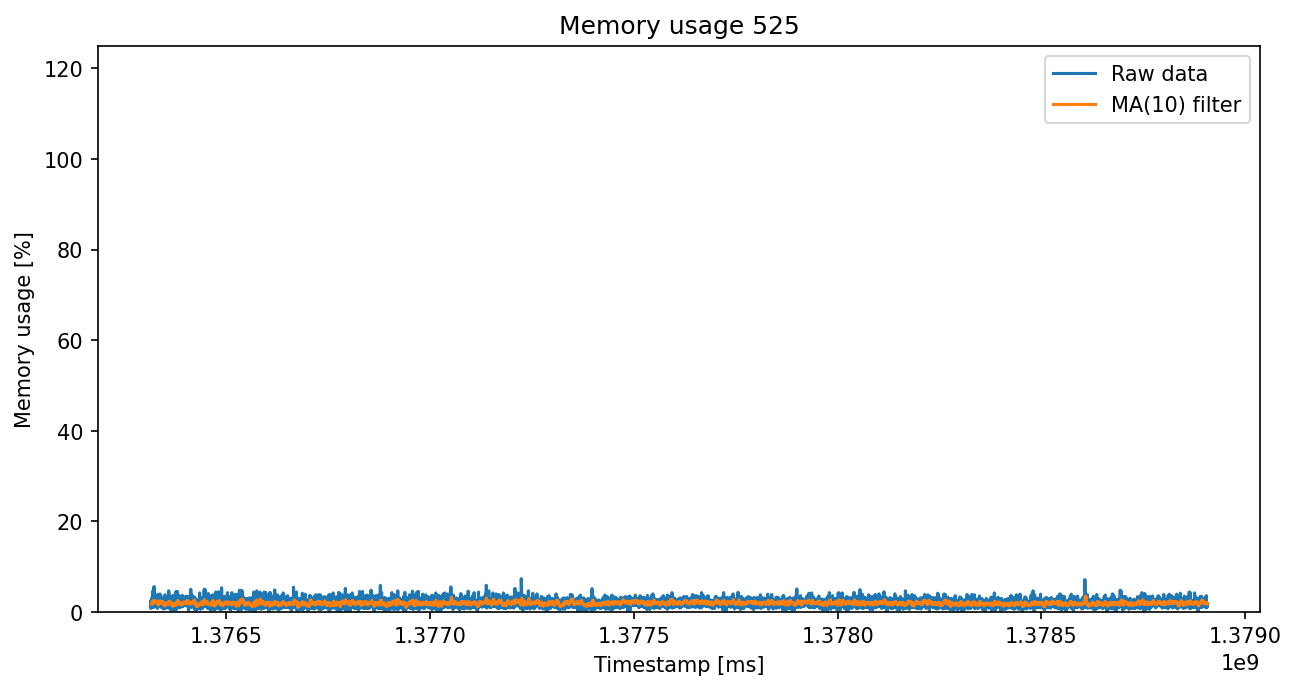 Memory usage 525
Raw data
MA(10) filter
Memory usage [%]
120
100
80
60
40
20
0
1.3765 1.3770 1.3775 1.3780 1.3785 1.3790
1e9
Timestamp [ms]